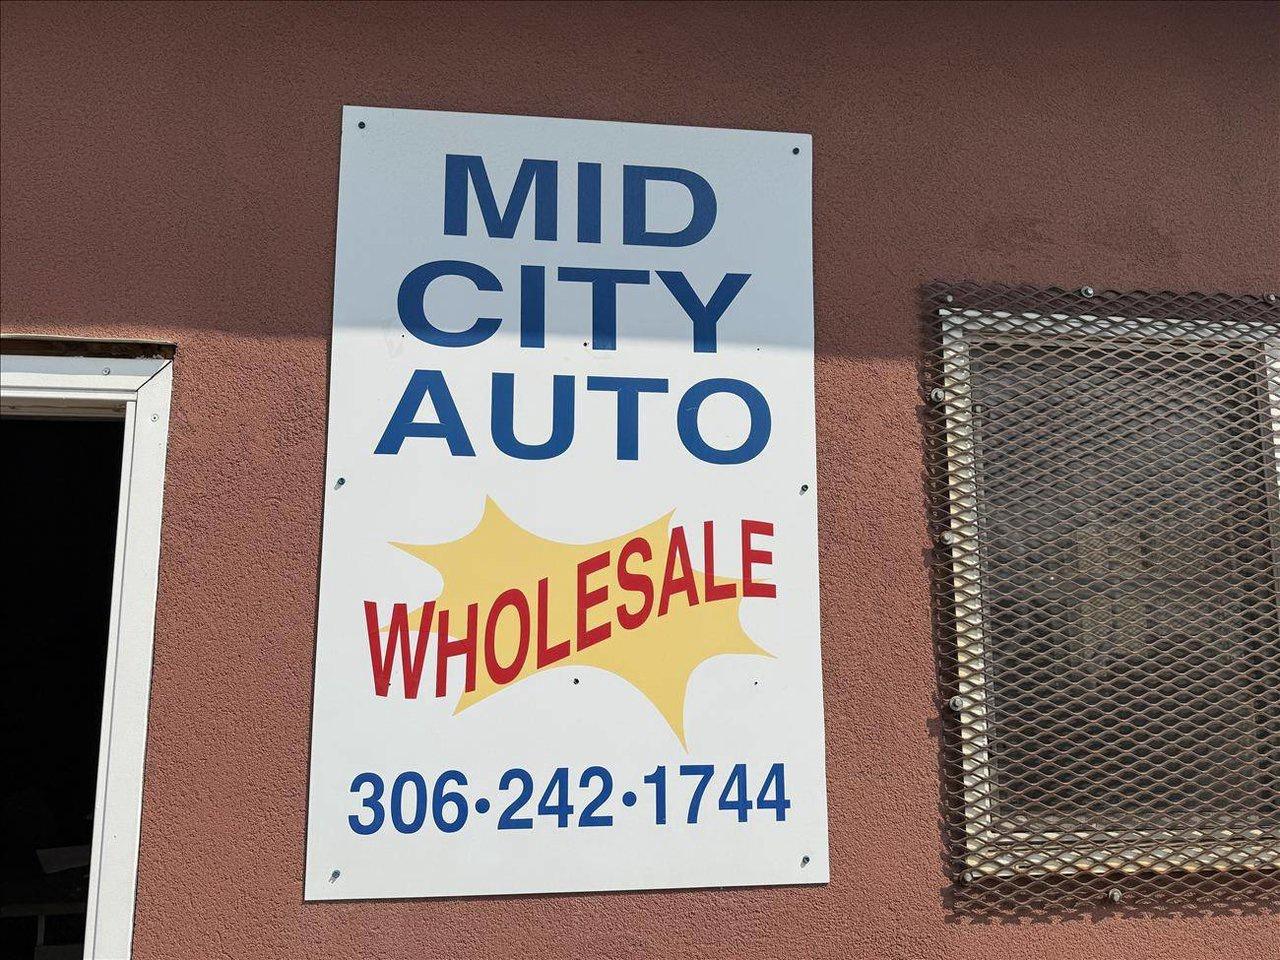 MID
CITY
AUTO
WHOLESALE
306·242·1744